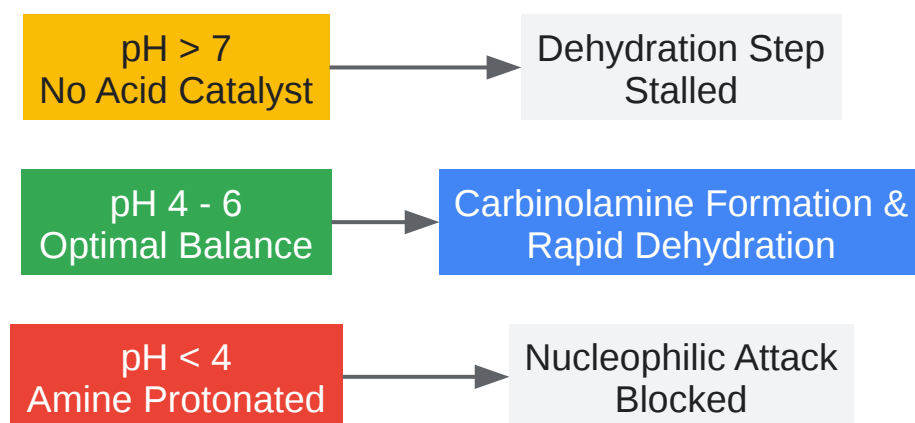 pH > 7
No Acid Catalyst
Dehydration Step
Stalled
pH 4 - 6
Optimal Balance
Carbinolamine Formation &
Rapid Dehydration
pH < 4
Amine Protonated
Nucleophilic Attack
Blocked